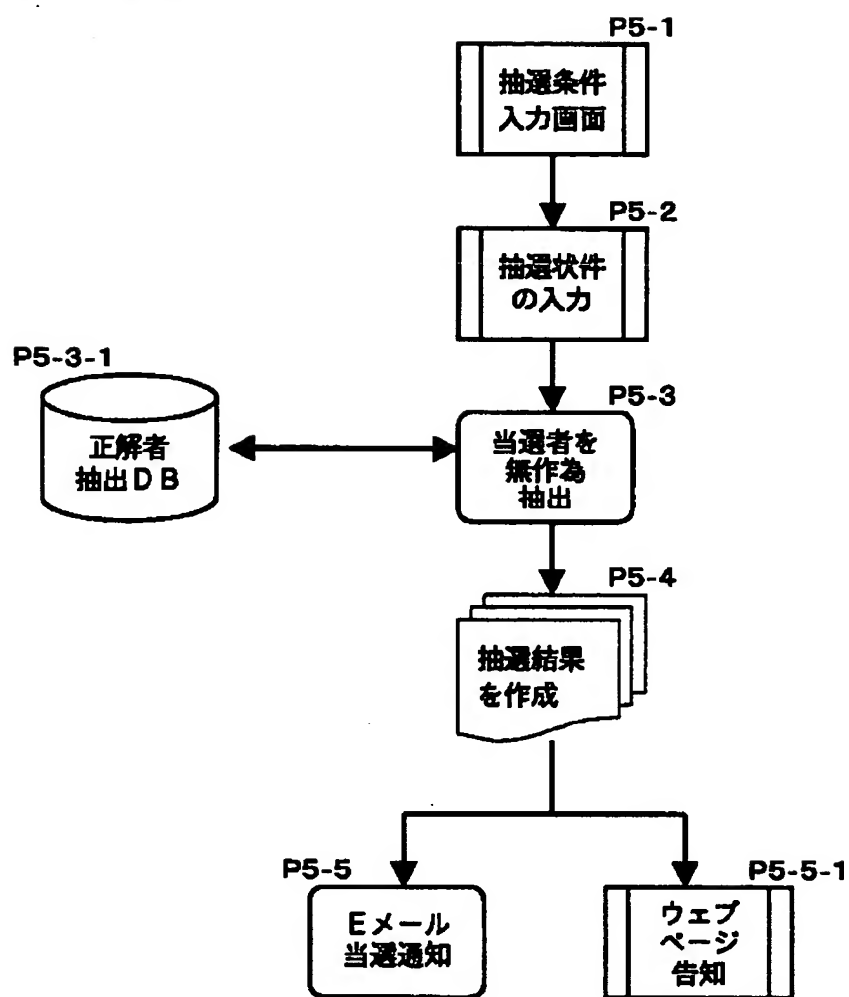 P5-1
抽選条件
入力画面
P5-2
抽選状件
の入力
P5-3-1
正解者
抽出DB
P5-3
当選者を
無作為
抽出
P5-4
抽選結果
を作成
P5-5
Eメール
当選通知
P5-5-1
ウェブ
ページ
告知